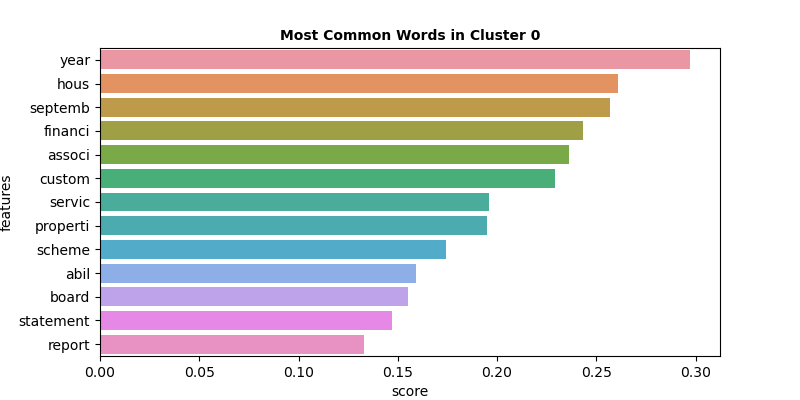 Most Common Words in Cluster 0
year
hous
septemb
financi
associ
custom
servic
properti
scheme
abil
board
statement
report
features
0.00 0.05 0.10 0.15 0.20 0.25 0.30
score